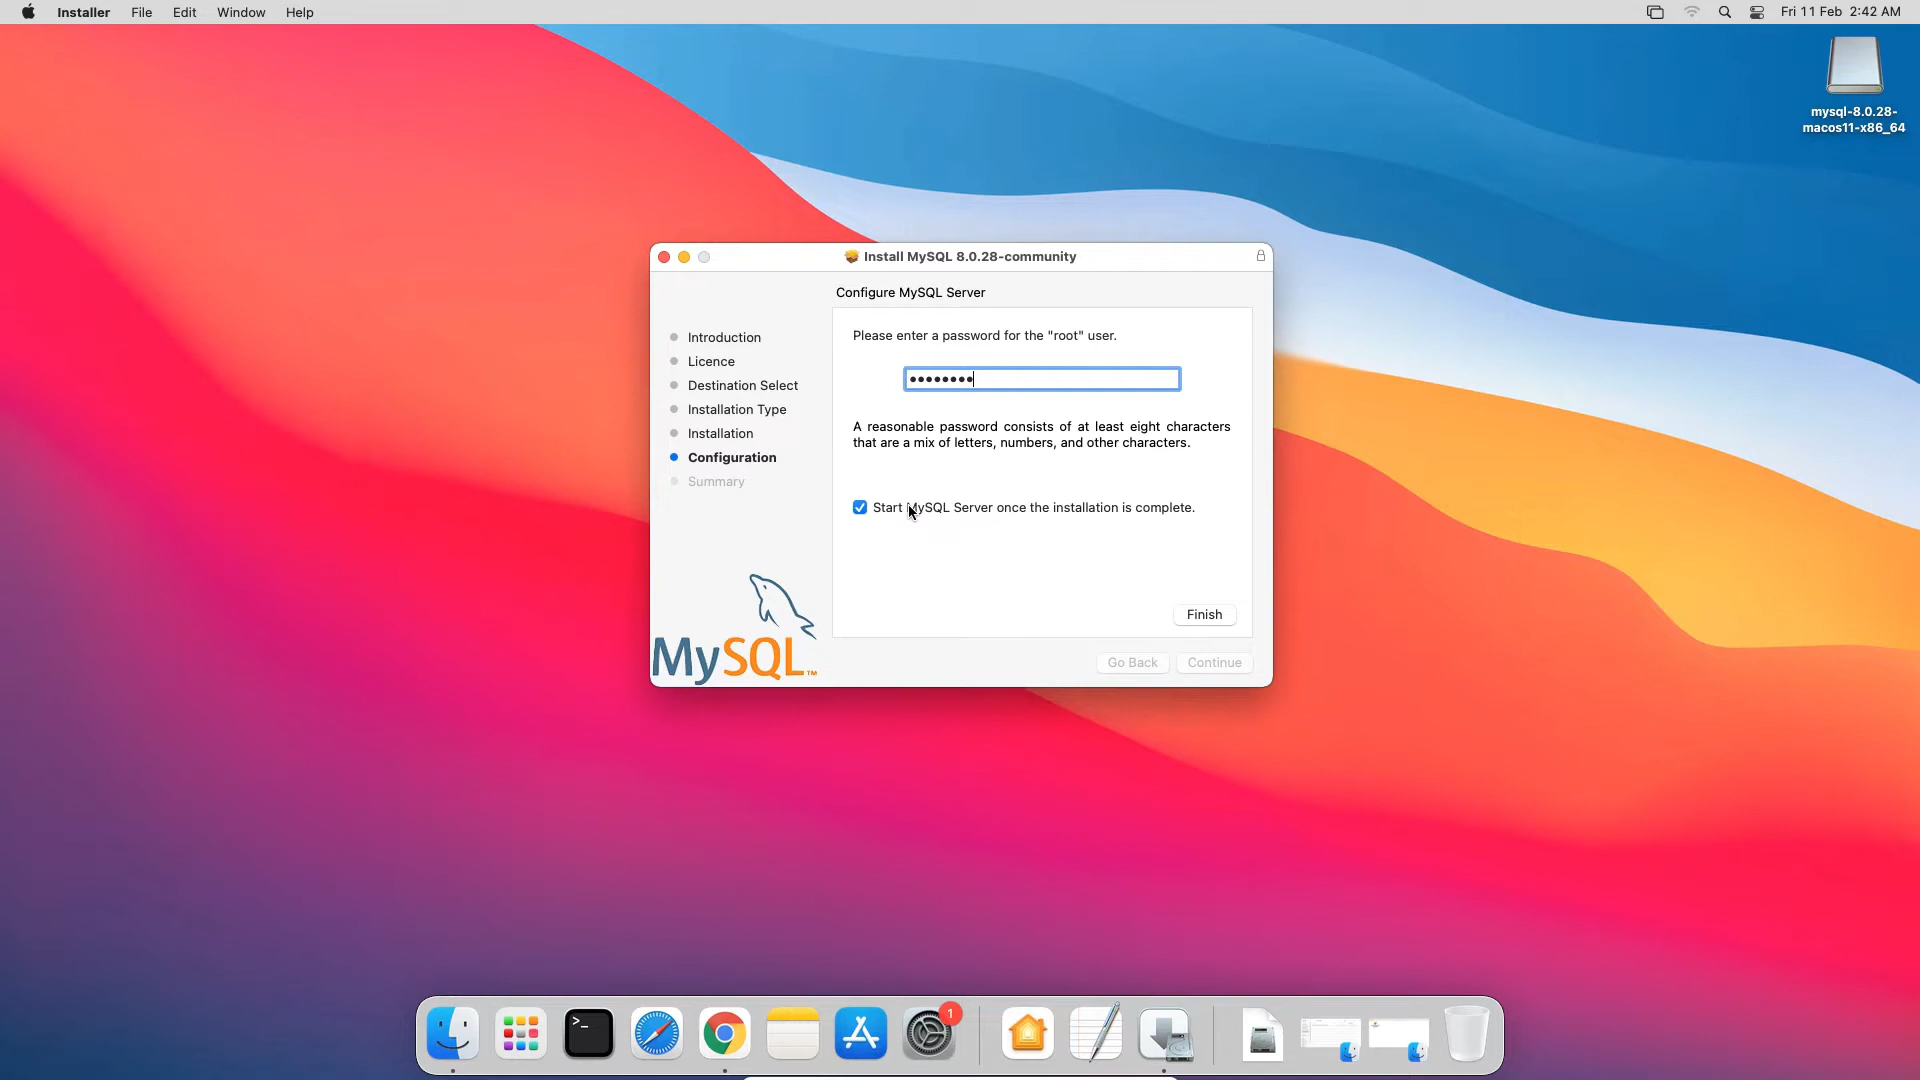 Installer File Edit Window Help
Fri 11 Feb 2:42 AM
mysql-8.0.28-
macos11-x86_64
Install MySQL 8.0.28-community
Configure MySQL Server
Introduction
Licence
Destination Select
Installation Type
Installation
Configuration
Summary
Please enter a password for the "root" user.
••••••••
A reasonable password consists of at least eight characters
that are a mix of letters, numbers, and other characters.
Start MySQL Server once the installation is complete.
Finish
Go Back
Continue
MySQL™
>_
1